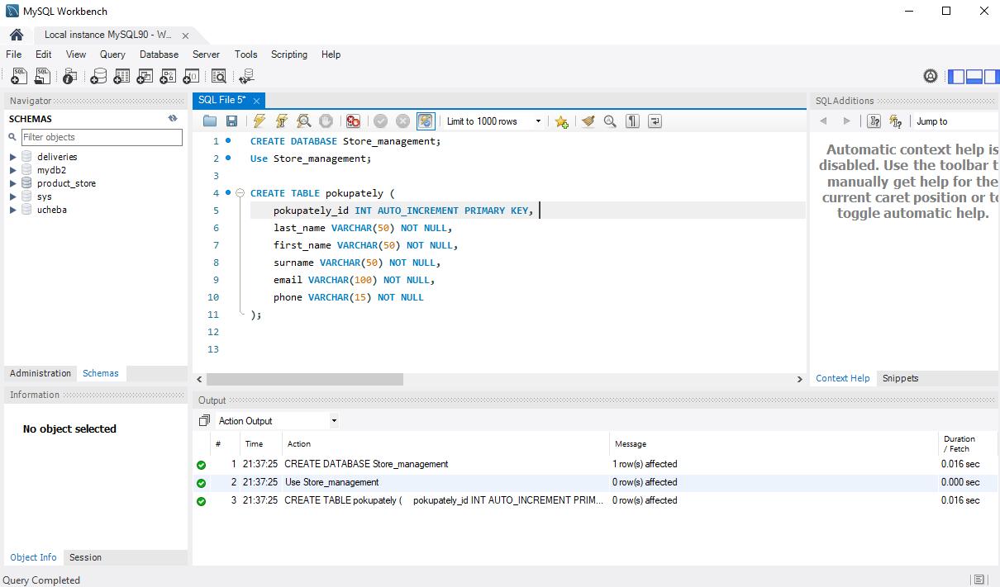 MySQL Workbench
Local instance MySQL90 - W...
File Edit View Query Database Server Tools Scripting Help
Navigator
SCHEMAS
Filter objects
deliveries
mydb2
product_store
sys
ucheba
Administration Schemas
Information
No object selected
Object Info Session
SQL File 5*
Limit to 1000 rows
1 CREATE DATABASE Store_management;
2 Use Store_management;
3
4 CREATE TABLE pokupately (
5 pokupately_id INT AUTO_INCREMENT PRIMARY KEY,
6 last_name VARCHAR(50) NOT NULL,
7 first_name VARCHAR(50) NOT NULL,
8 surname VARCHAR(50) NOT NULL,
9 email VARCHAR(100) NOT NULL,
10 phone VARCHAR(15) NOT NULL
11 );
12
13
SQLAdditions
Jump to
Automatic context help is
disabled. Use the toolbar t
manually get help for the
current caret position or to
toggle automatic help.
Context Help Snippets
Output
Action Output
# Time Action Message Duration / Fetch
1 21:37:25 CREATE DATABASE Store_management 1 row(s) affected 0.016 sec
2 21:37:25 Use Store_management 0 row(s) affected 0.000 sec
3 21:37:25 CREATE TABLE pokupately ( pokupately_id INT AUTO_INCREMENT PRIM... 0 row(s) affected 0.016 sec
Query Completed